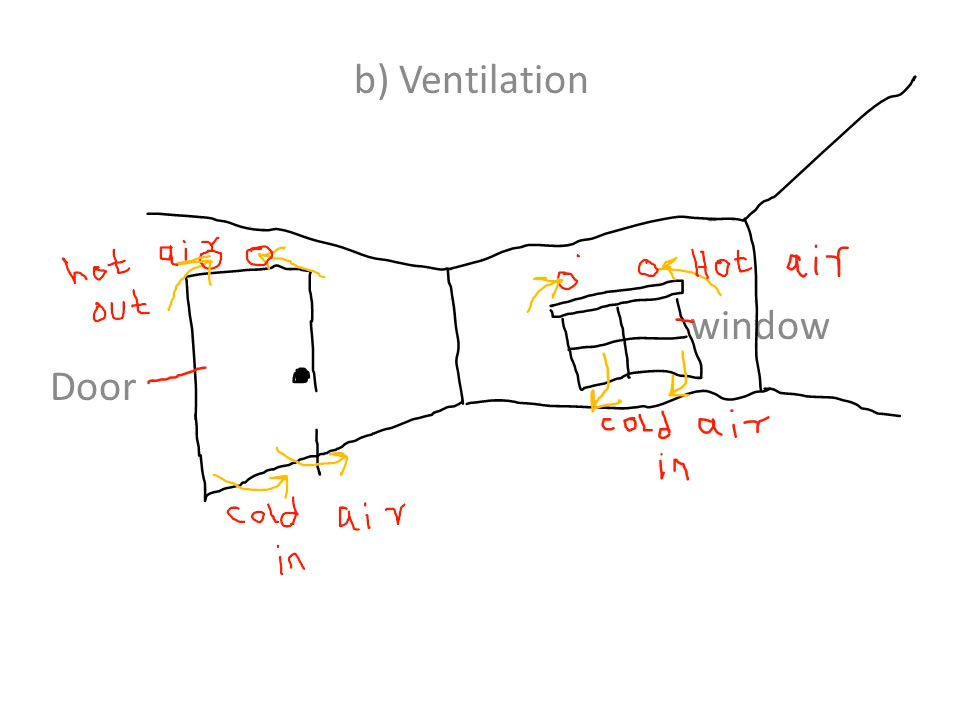 b) Ventilation
hot air
out
Hot air
window
Door
cold air
in
cold air
in